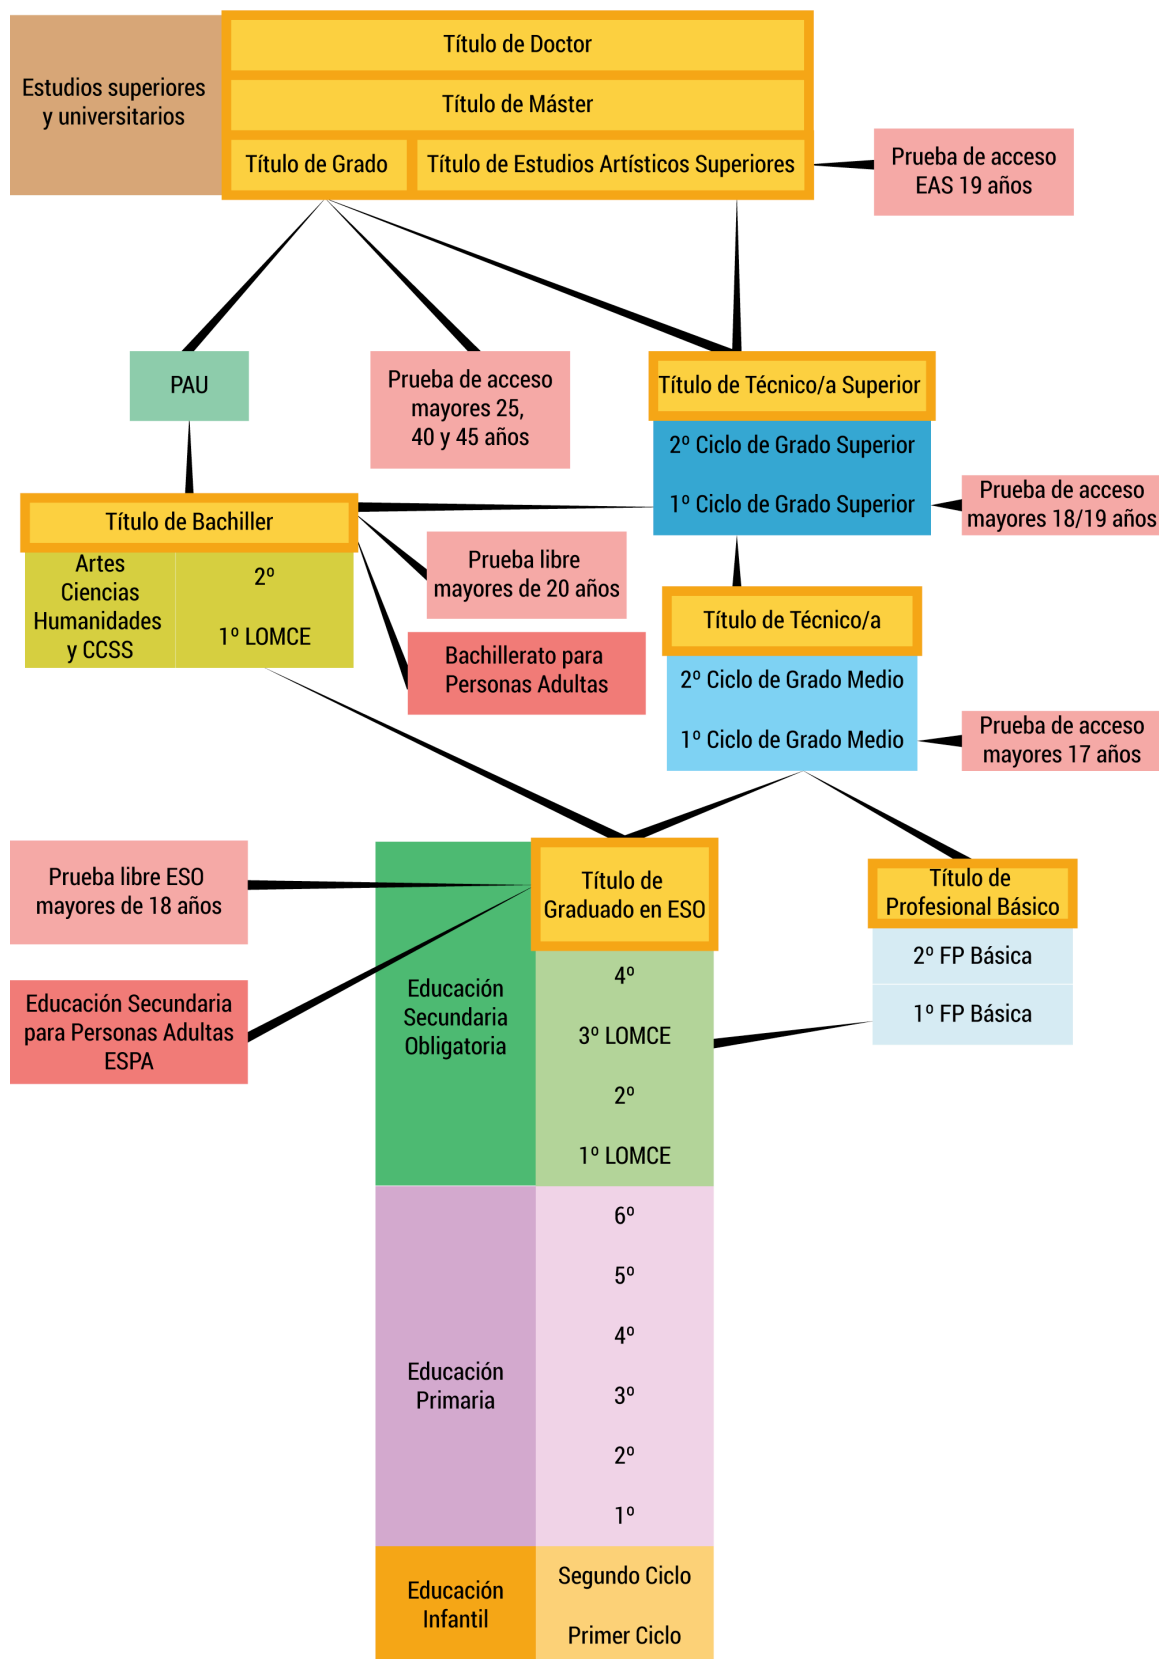 Título de Doctor
Estudios superiores
y universitarios
Título de Máster
Título de Grado
Título de Estudios Artísticos Superiores
Prueba de acceso
EAS 19 años
PAU
Prueba de acceso
mayores 25,
40 y 45 años
Título de Técnico/a Superior
2º Ciclo de Grado Superior
1º Ciclo de Grado Superior
Prueba de acceso
mayores 18/19 años
Título de Bachiller
Artes
Ciencias
Humanidades
y CCSS
2º
1º LOMCE
Prueba libre
mayores de 20 años
Bachillerato para
Personas Adultas
Título de Técnico/a
2º Ciclo de Grado Medio
1º Ciclo de Grado Medio
Prueba de acceso
mayores 17 años
Prueba libre ESO
mayores de 18 años
Título de
Graduado en ESO
Título de
Profesional Básico
2º FP Básica
1º FP Básica
Educación Secundaria
para Personas Adultas
ESPA
Educación
Secundaria
Obligatoria
4º
3º LOMCE
2º
1º LOMCE
Educación
Primaria
6º
5º
4º
3º
2º
1º
Educación
Infantil
Segundo Ciclo
Primer Ciclo